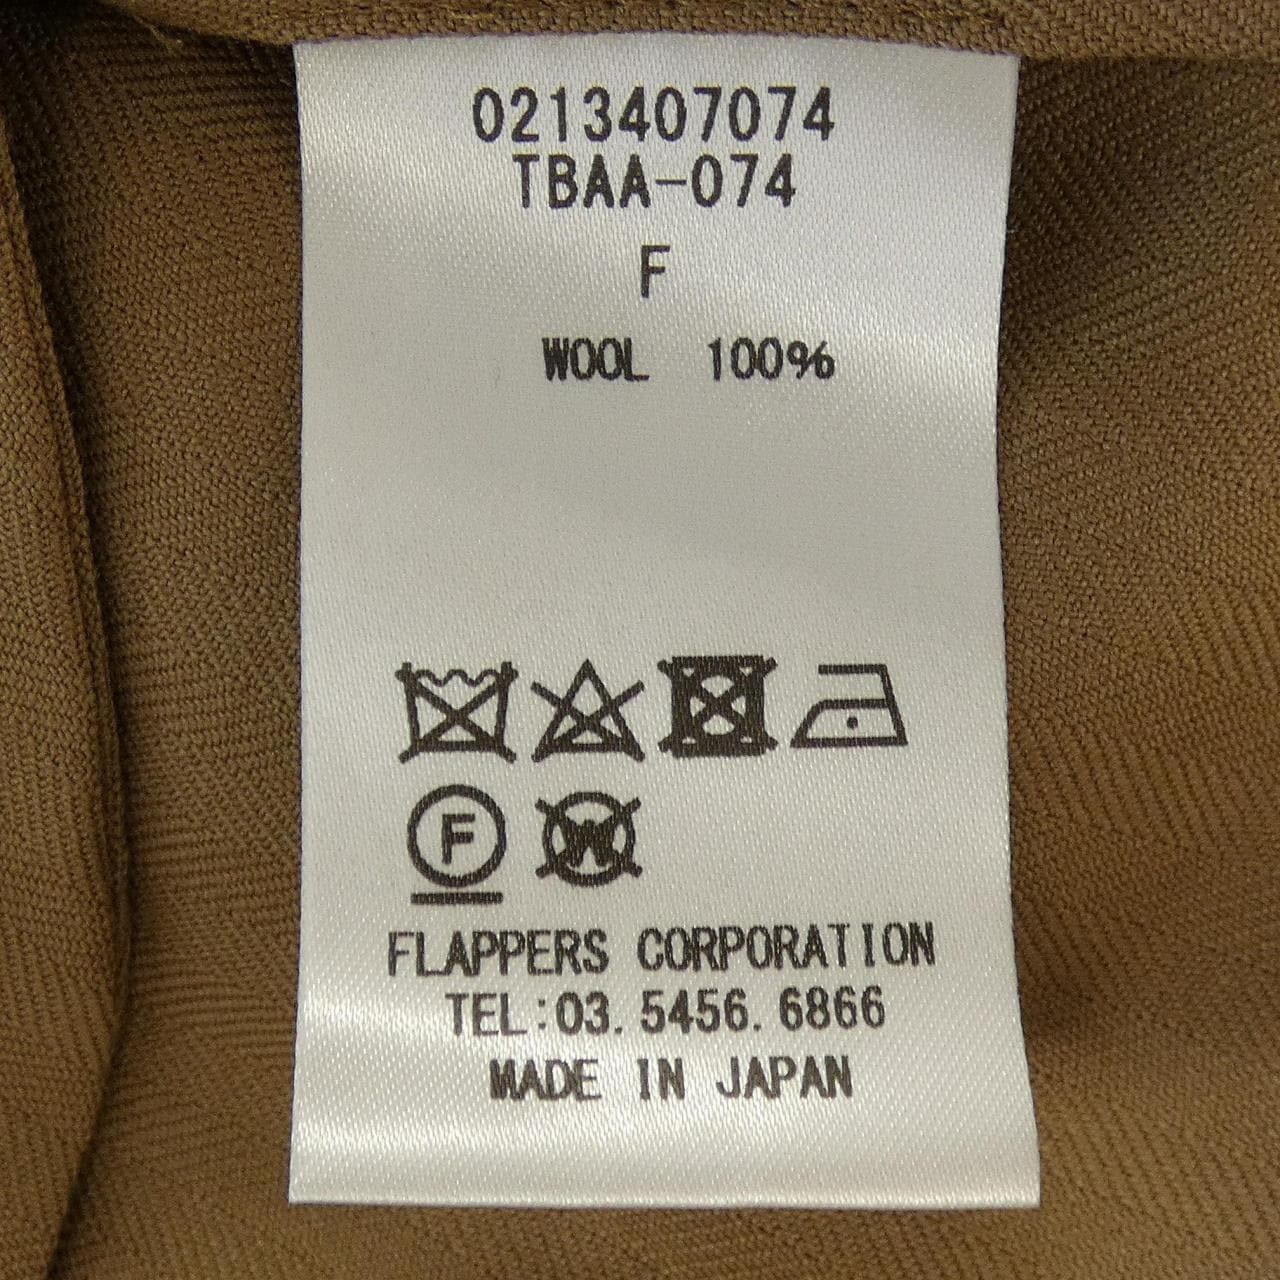 0213407074
TBAA-074
F
WOOL 100%
F
W
FLAPPERS CORPORATION
TEL:03.5456.6866
MADE IN JAPAN